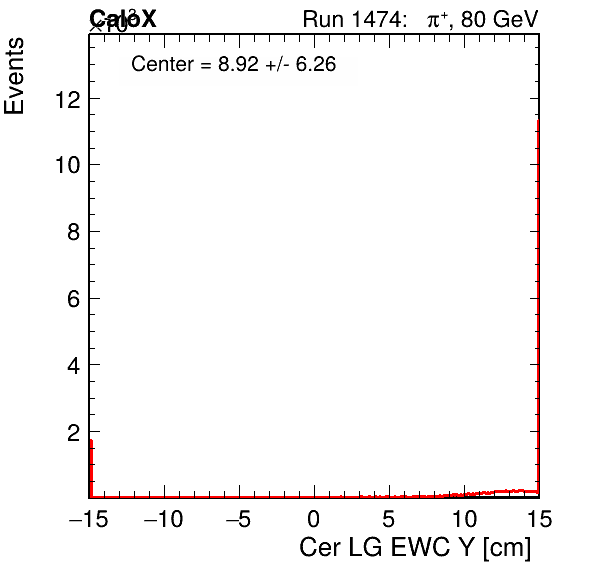 CaloX Run 1474: π+, 80 GeV
×10³
Center = 8.92 +/- 6.26
Events
12
10
8
6
4
2
−15 −10 −5 0 5 10 15
Cer LG EWC Y [cm]